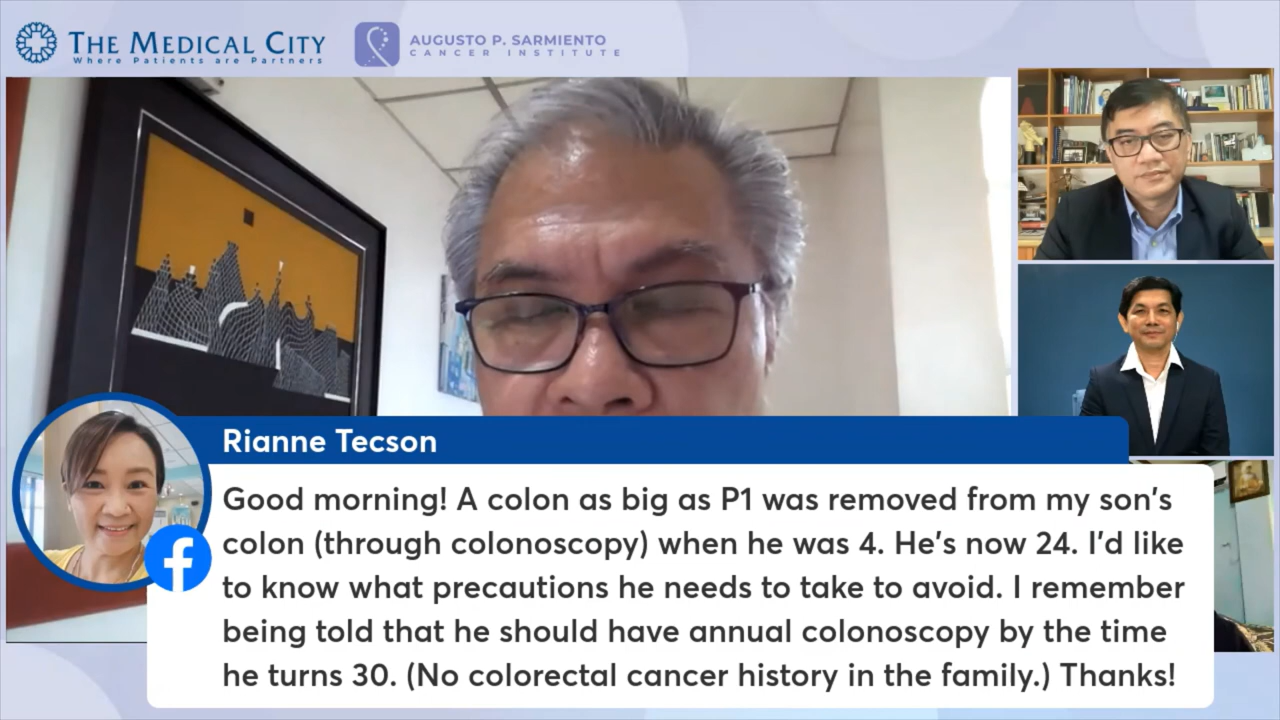 THE MEDICAL CITY
Where Patients are Partners
AUGUSTO P. SARMIENTO
CANCER INSTITUTE
Rianne Tecson
Good morning! A colon as big as P1 was removed from my son's
colon (through colonoscopy) when he was 4. He's now 24. I'd like
to know what precautions he needs to take to avoid. I remember
being told that he should have annual colonoscopy by the time
he turns 30. (No colorectal cancer history in the family.) Thanks!